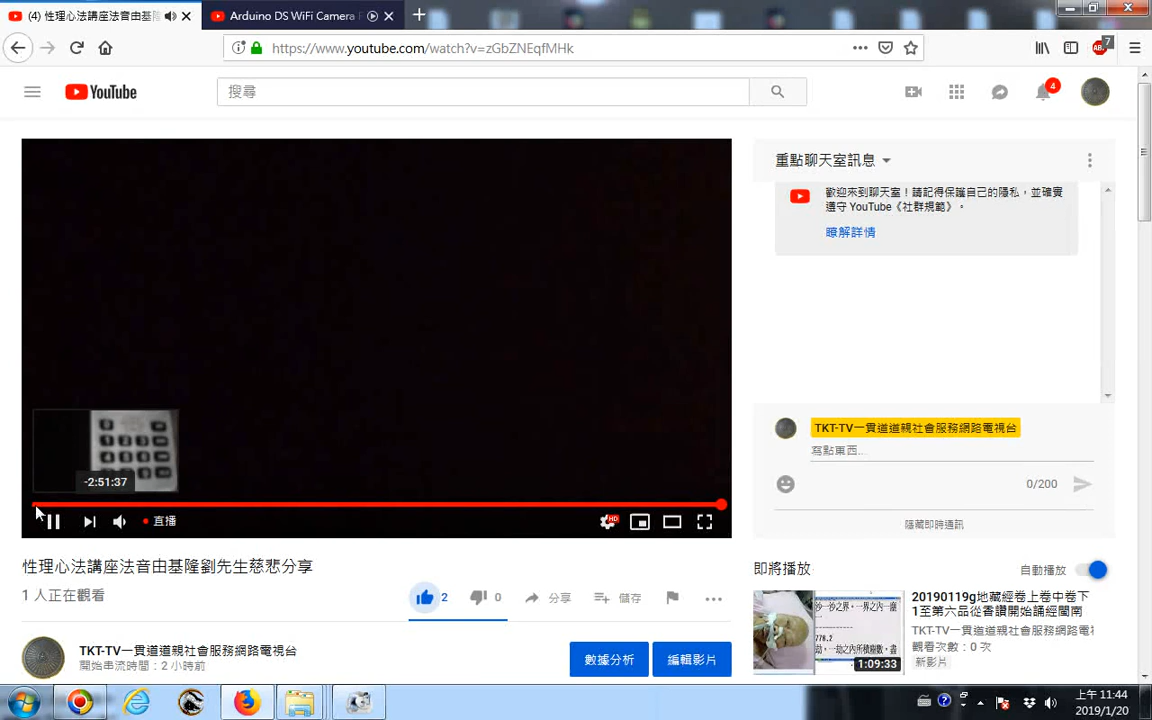 (4) 性理心法講座法音由基
Arduino DS WiFi Camera
https://www.youtube.com/watch?v=zGbZNEqfMHk
ABP
7
YouTube
搜尋
4
重點聊天室訊息
歡迎來到聊天室！請記得保護自己的隱私，並確實
遵守 YouTube《社群規範》。
瞭解詳情
TKT-TV一貫道道親社會服務網路電視台
寫點東西...
0/200
隱藏即時通訊
-2:51:37
直播
HD
性理心法講座法音由基隆劉先生慈悲分享
1 人正在觀看
2
0
分享
儲存
TKT-TV一貫道道親社會服務網路電視台
開始串流時間：2 小時前
數據分析
編輯影片
即將播放
自動播放
20190119g地藏經卷上卷中卷下
1至第六品從香讚開始誦經閩南
TKT-TV一貫道道親社會服務網路電
觀看次數：0 次
新影片
1:09:33
上午 11:44
2019/1/20